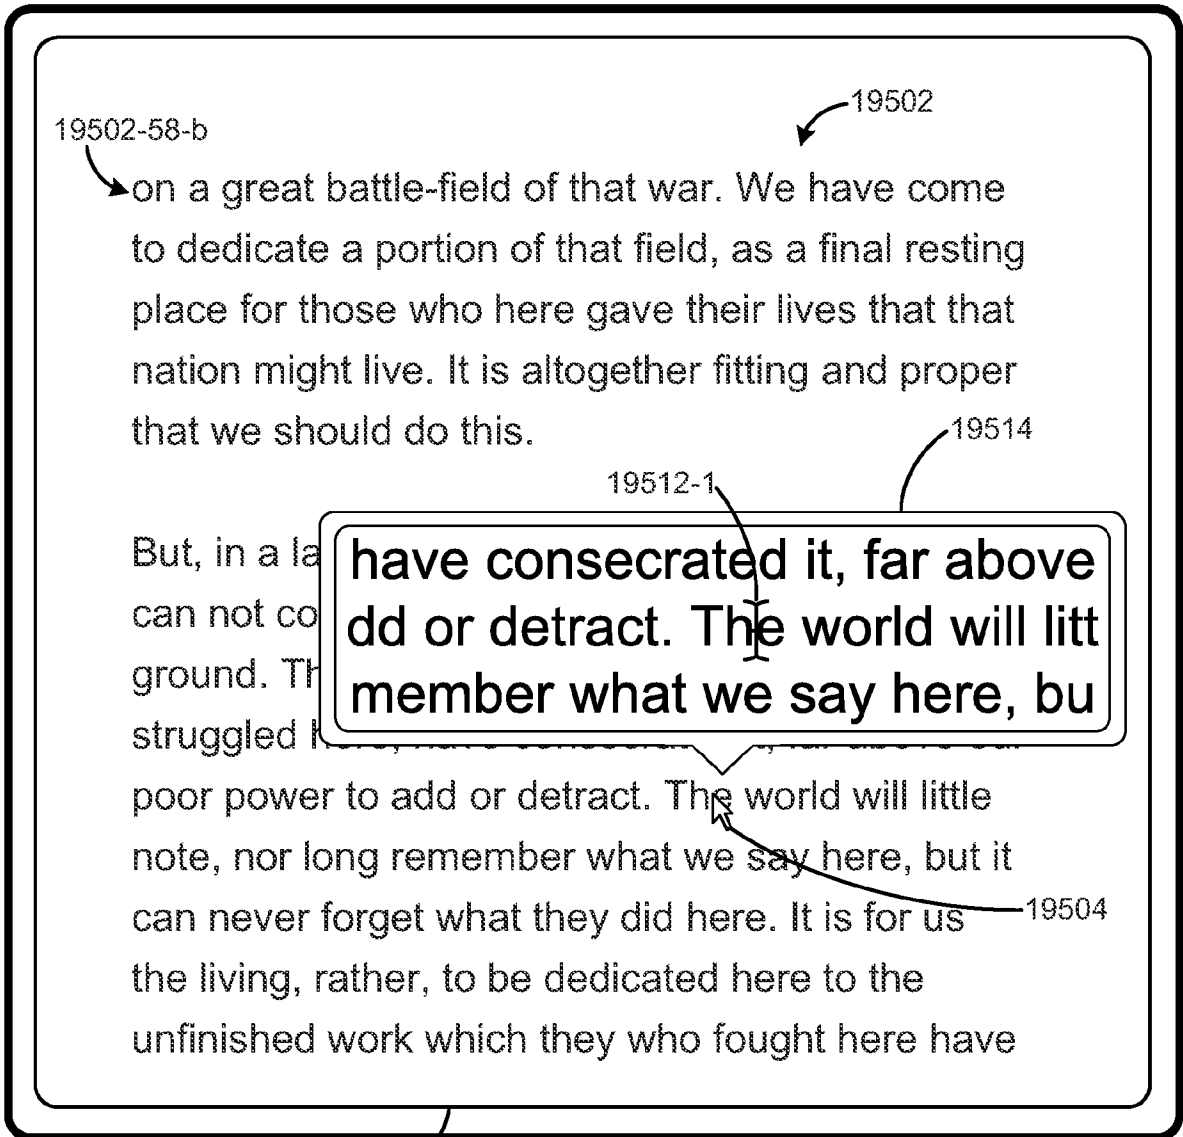 19502
19502-58-b
on a great battle-field of that war. We have come
to dedicate a portion of that field, as a final resting
place for those who here gave their lives that that
nation might live. It is altogether fitting and proper
that we should do this.
19514
19512-1
But, in a la
have consecrated it, far above
can not co
dd or detract. The world will litt
ground. Th
member what we say here, bu
struggled
poor power to add or detract. The world will little
note, nor long remember what we say here, but it
can never forget what they did here. It is for us
19504
the living, rather, to be dedicated here to the
unfinished work which they who fought here have